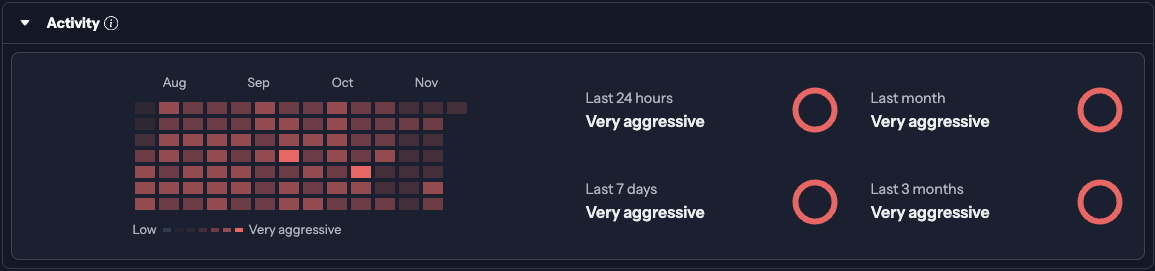 Activity
Aug Sep Oct Nov
Low Very aggressive
Last 24 hours
Very aggressive
Last month
Very aggressive
Last 7 days
Very aggressive
Last 3 months
Very aggressive